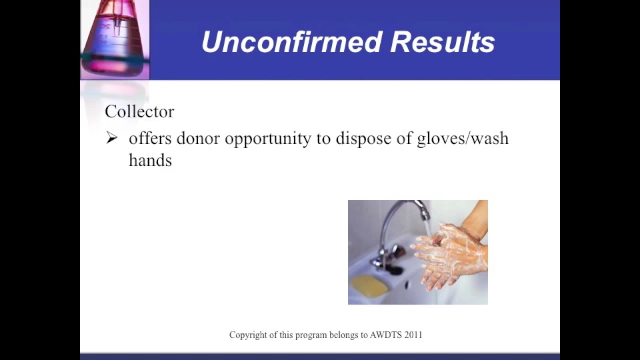 Unconfirmed Results
Collector
➢ offers donor opportunity to dispose of gloves/wash
hands
Copyright of this program belongs to AWDTS 2011